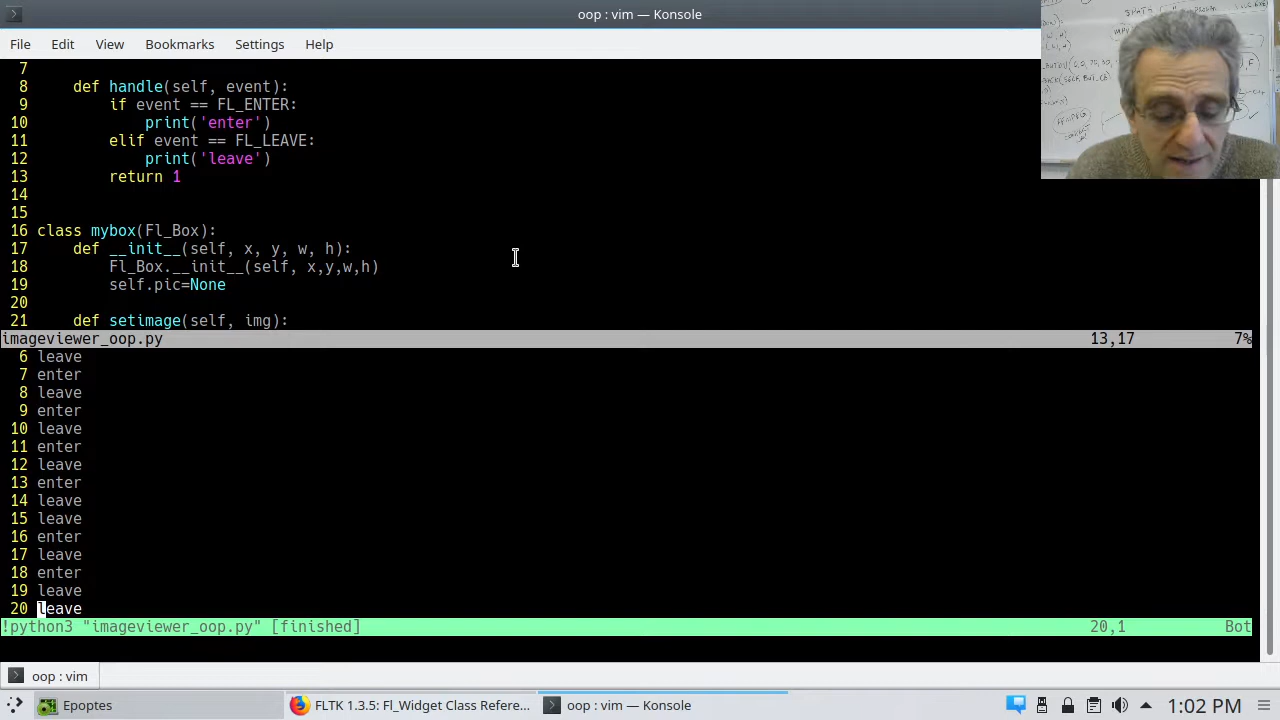 oop : vim — Konsole
File Edit View Bookmarks Settings Help
7
8 def handle(self, event):
9 if event == FL_ENTER:
10 print('enter')
11 elif event == FL_LEAVE:
12 print('leave')
13 return 1
14
15
16 class mybox(Fl_Box):
17 def __init__(self, x, y, w, h):
18 Fl_Box.__init__(self, x,y,w,h)
19 self.pic=None
20
21 def setimage(self, img):
imageviewer_oop.py 13,17 7%
6 leave
7 enter
8 leave
9 enter
10 leave
11 enter
12 leave
13 enter
14 leave
15 leave
16 enter
17 leave
18 enter
19 leave
20 leave
!python3 "imageviewer_oop.py" [finished] 20,1 Bot
oop : vim
Epoptes FLTK 1.3.5: Fl_Widget Class Refere... oop : vim — Konsole 1:02 PM